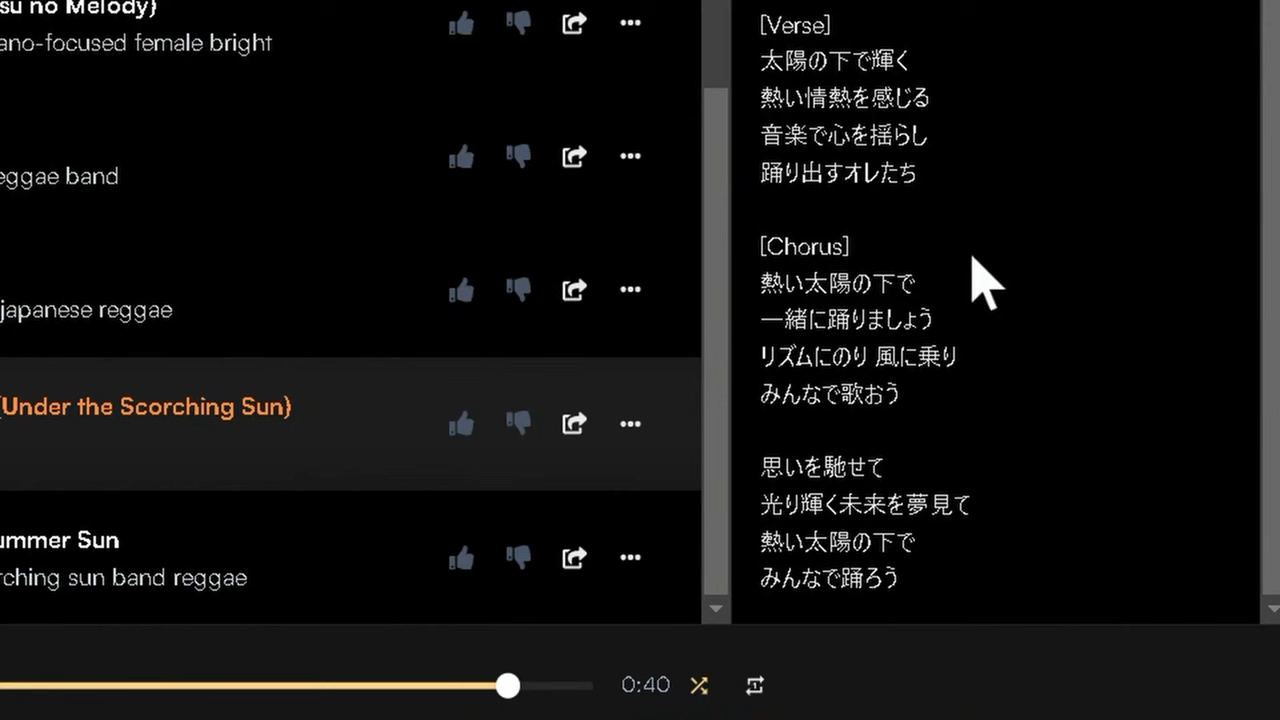 su no Melody)
ano-focused female bright
eggae band
japanese reggae
(Under the Scorching Sun)
ummer Sun
rching sun band reggae
[Verse]
太陽の下で輝く
熱い情熱を感じる
音楽で心を揺らし
踊り出すオレたち
[Chorus]
熱い太陽の下で
一緒に踊りましょう
リズムにのり 風に乗り
みんなで歌おう
思いを馳せて
光り輝く未来を夢見て
熱い太陽の下で
みんなで踊ろう
0:40